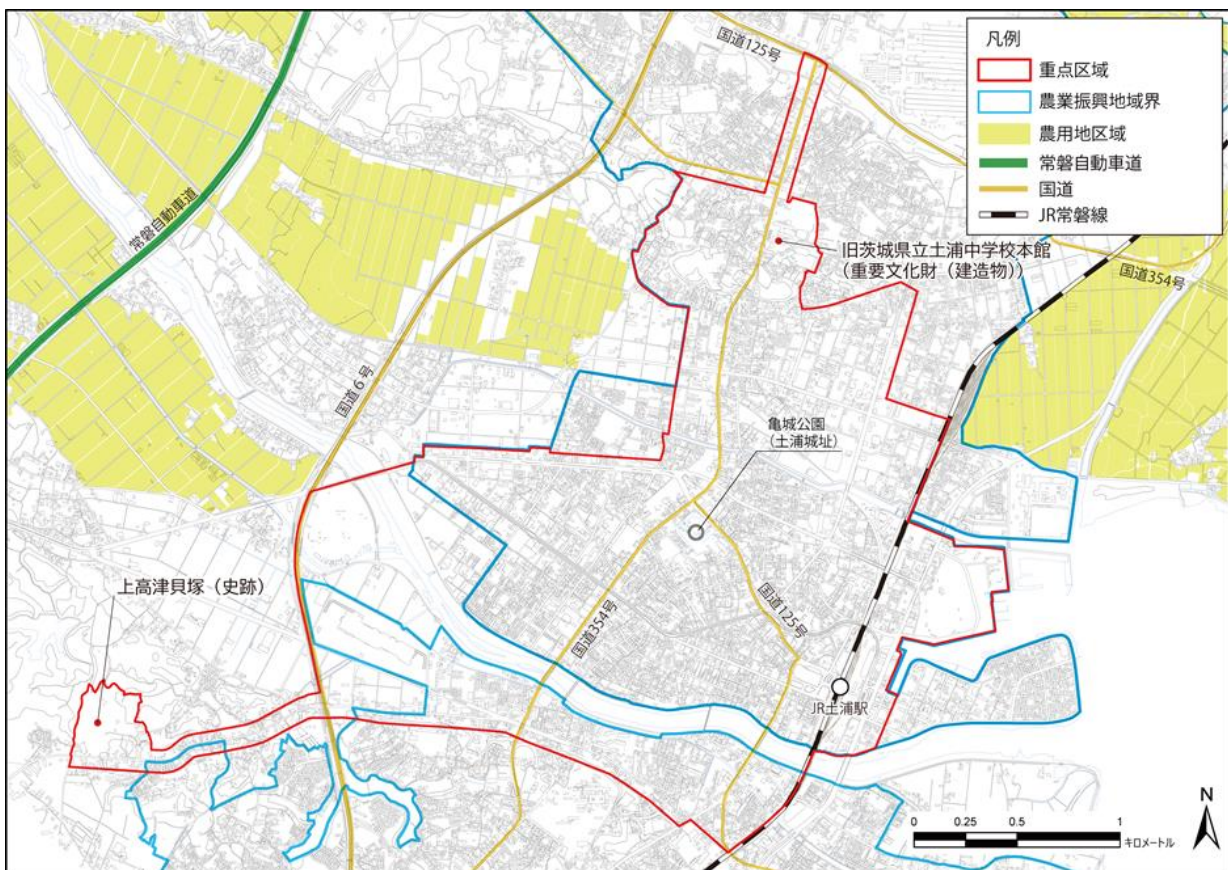 国道125号
凡例
重点区域
農業振興地域界
農用地区域
常磐自動車道
国道
JR常磐線
常磐自動車道
旧茨城県立土浦中学校本館
（重要文化財（建造物））
国道354号
国道6号
亀城公園
（土浦城址）
上高津貝塚（史跡）
国道354号
国道125号
JR土浦駅
N
0 0.25 0.5 1
キロメートル